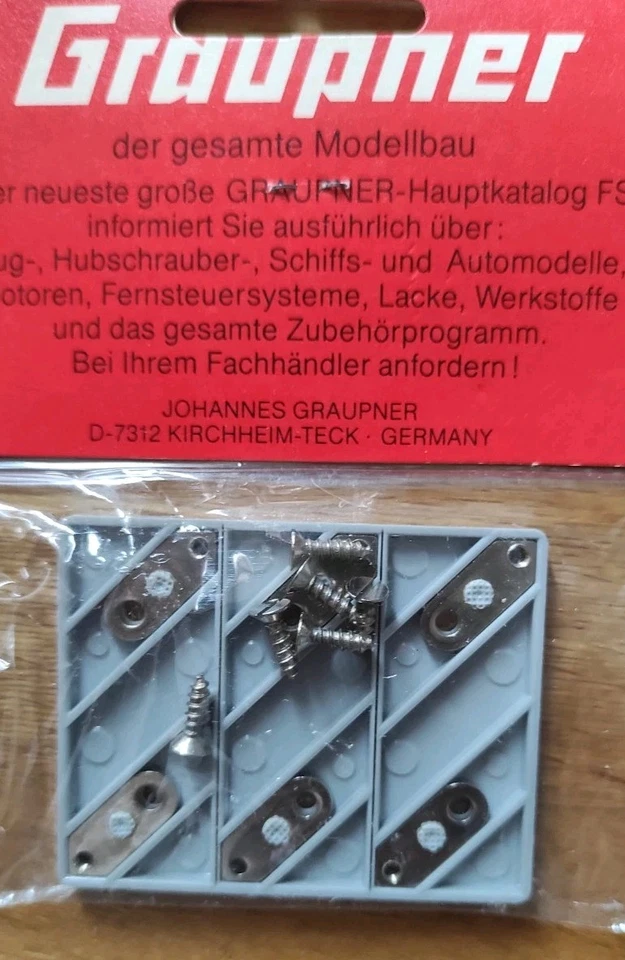 Graupner
der gesamte Modellbau
er neueste große GRAUPNER-Hauptkatalog FS
informiert Sie ausführlich über:
ug-, Hubschrauber-, Schiffs- und Automodelle,
otoren, Fernsteuersysteme, Lacke, Werkstoffe
und das gesamte Zubehörprogramm.
Bei Ihrem Fachhändler anfordern!
JOHANNES GRAUPNER
D-7312 KIRCHHEIM-TECK · GERMANY